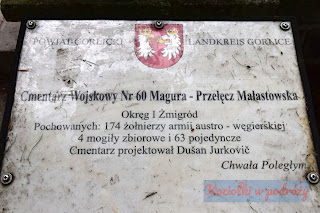 POWIAT GORLICKI LANDKREIS GORLICE
Cmentarz Wojskowy Nr 60 Magura - Przełęcz Małastowska
Okręg I Żmigród
Pochowanych: 174 żołnierzy armii austro - węgierskiej
4 mogiły zbiorowe i 63 pojedyncze
Cmentarz projektował Dušan Jurkovič
Chwała Poległym
Kościółki w podróży